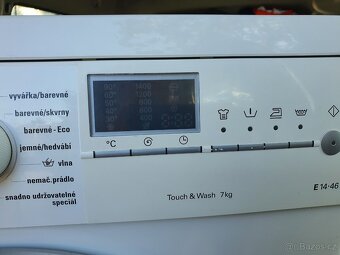 vyvářka/barevné
barevné/skvrny
barevné - Eco
jemné/hedvábí
vlna
nemač.prádlo
snadno udržovatelné
speciál
90° 1400
60° 1200
50° 800
40° 600
30° 400
°C
Touch & Wash 7kg
E 14-46